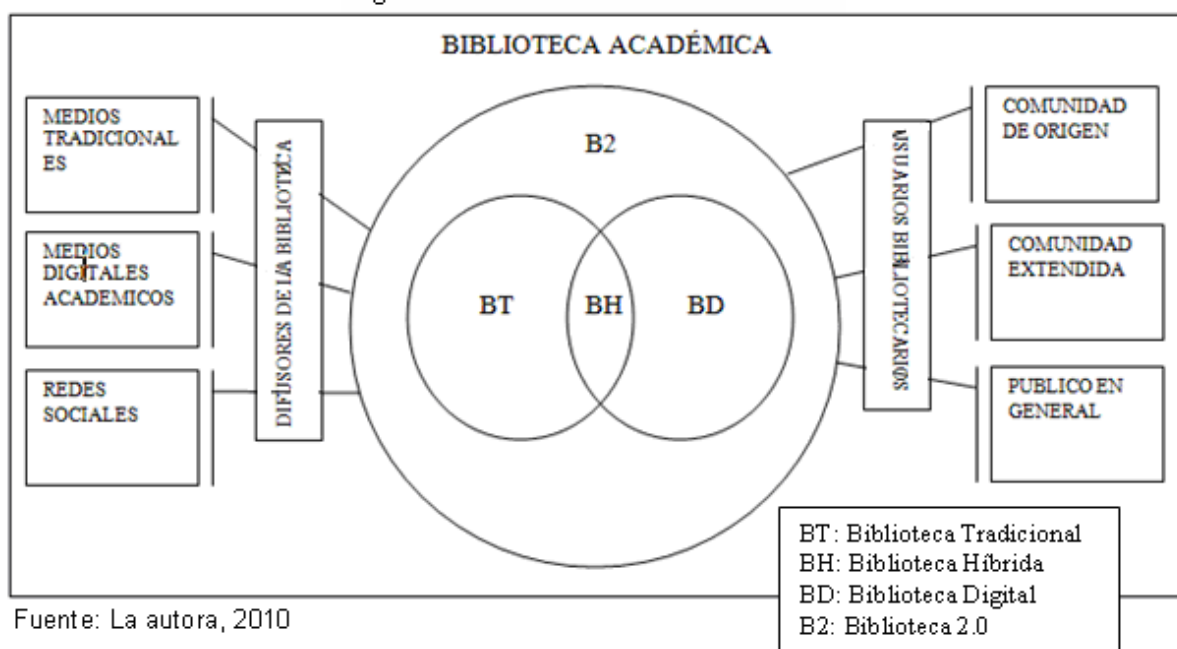 BIBLIOTECA ACADÉMICA
MEDIOS
TRADICIONAL
ES
MEDIOS
DIGITALES
ACADEMICOS
REDES
SOCIALES
DIFUSORES DE LA BIBLIOTECA
B2
BT
BH
BD
USUARIOS BIBLIOTECARIOS
COMUNIDAD
DE ORIGEN
COMUNIDAD
EXTENDIDA
PUBLICO EN
GENERAL
BT: Biblioteca Tradicional
BH: Biblioteca Híbrida
BD: Biblioteca Digital
B2: Biblioteca 2.0
Fuente: La autora, 2010